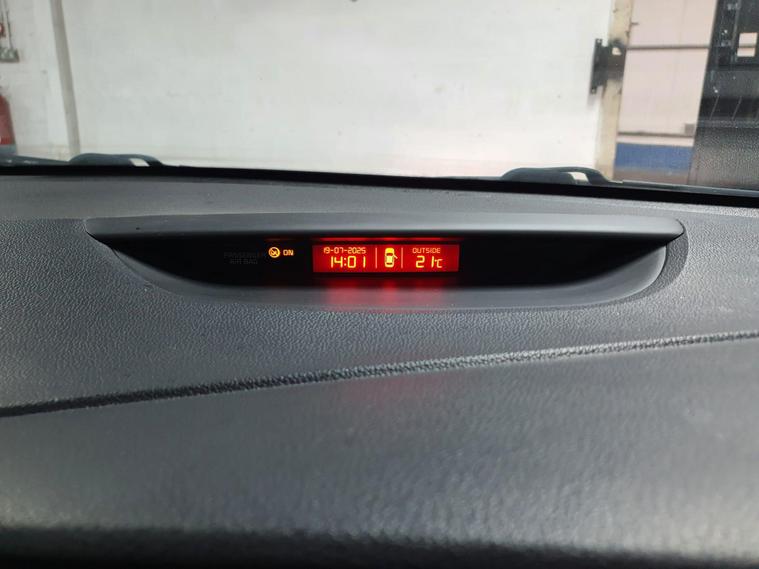 PASSENGER
AIR BAG
ON
19-07-2025
14:01
OUTSIDE
21°C